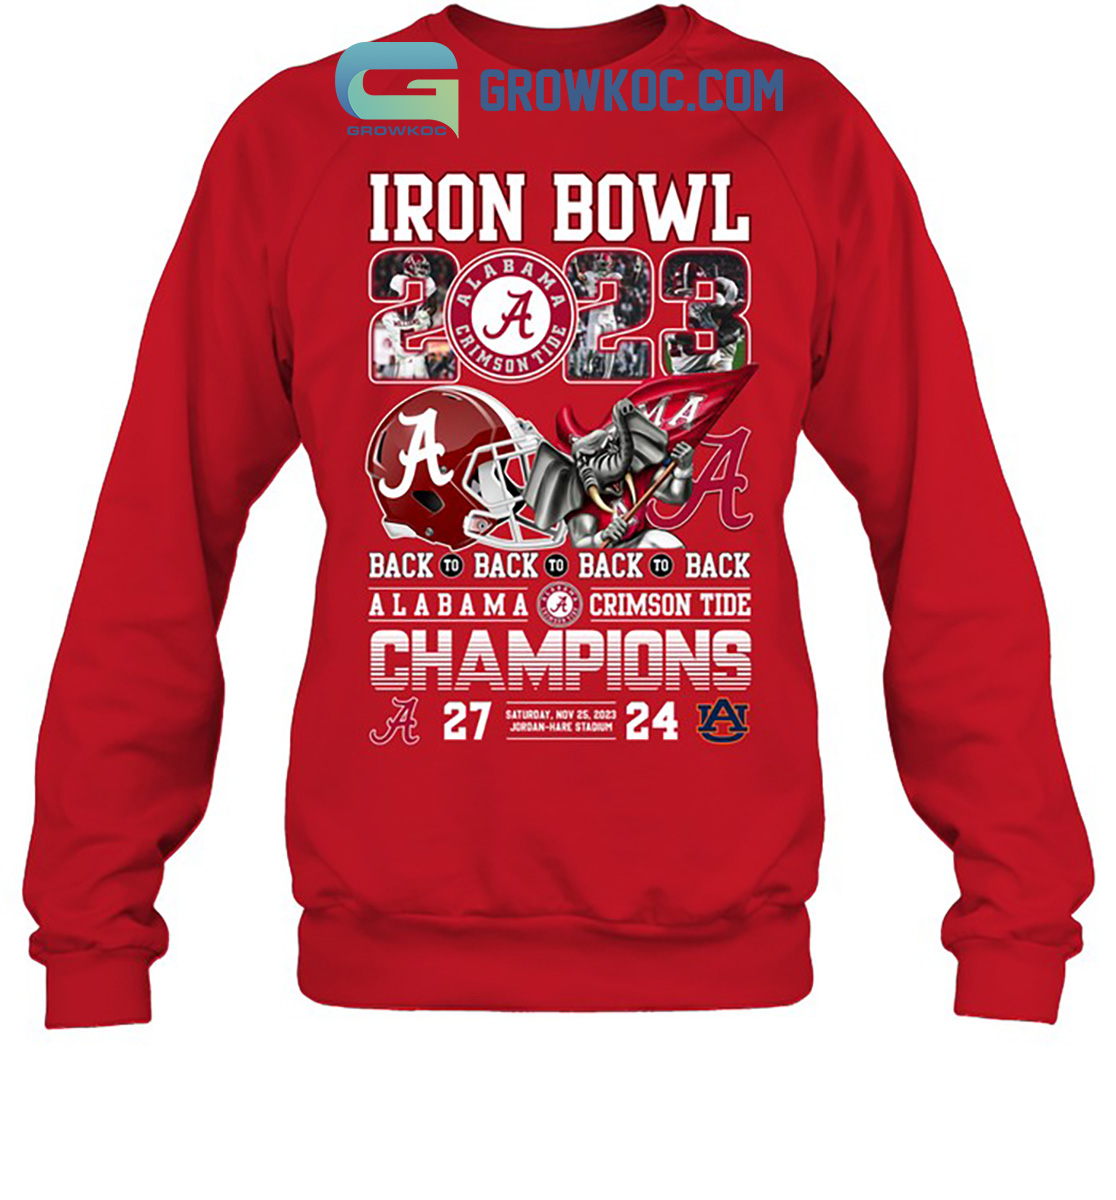 GROWKOC.COM
GROWKOC
IRON BOWL
2023
ALABAMA
CRIMSON TIDE
A
MA
BACK TO BACK TO BACK TO BACK
ALABAMA CRIMSON TIDE
CHAMPIONS
A 27 SATURDAY, NOV 25, 2023 24 AU
JORDAN-HARE STADIUM